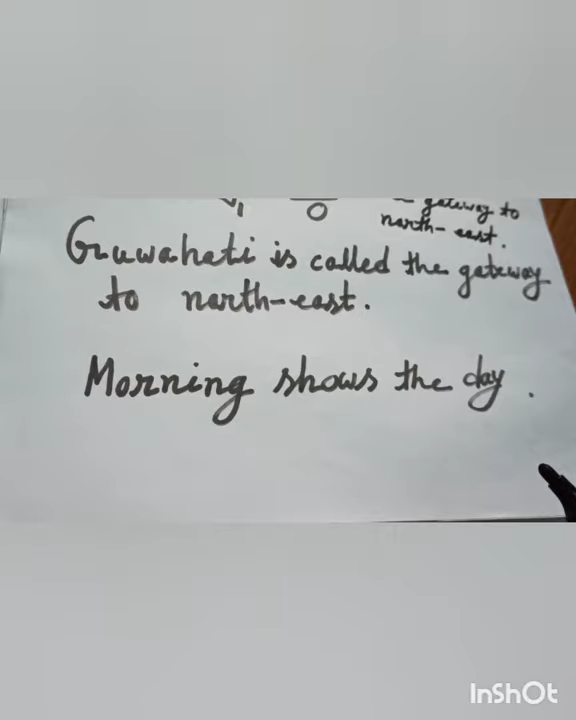 gateway to
north-east.
Guwahati is called the gateway
to north-east.
Morning shows the day.
InShOt